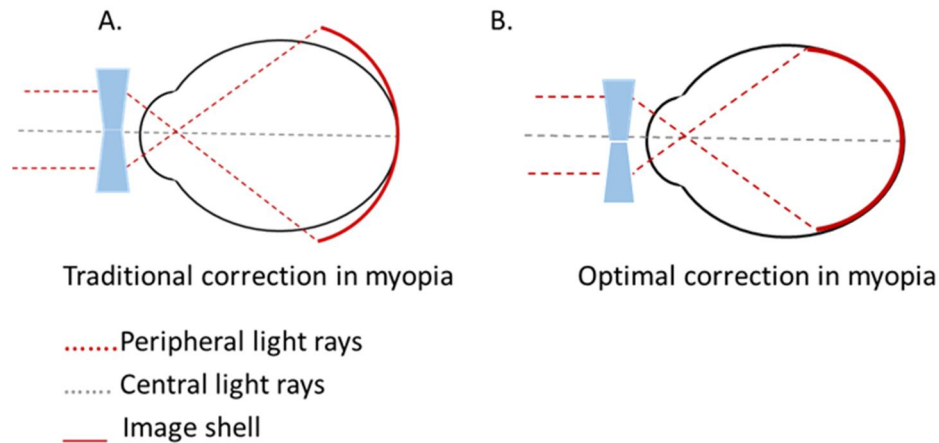 A.
B.
Traditional correction in myopia
Optimal correction in myopia
Peripheral light rays
Central light rays
Image shell